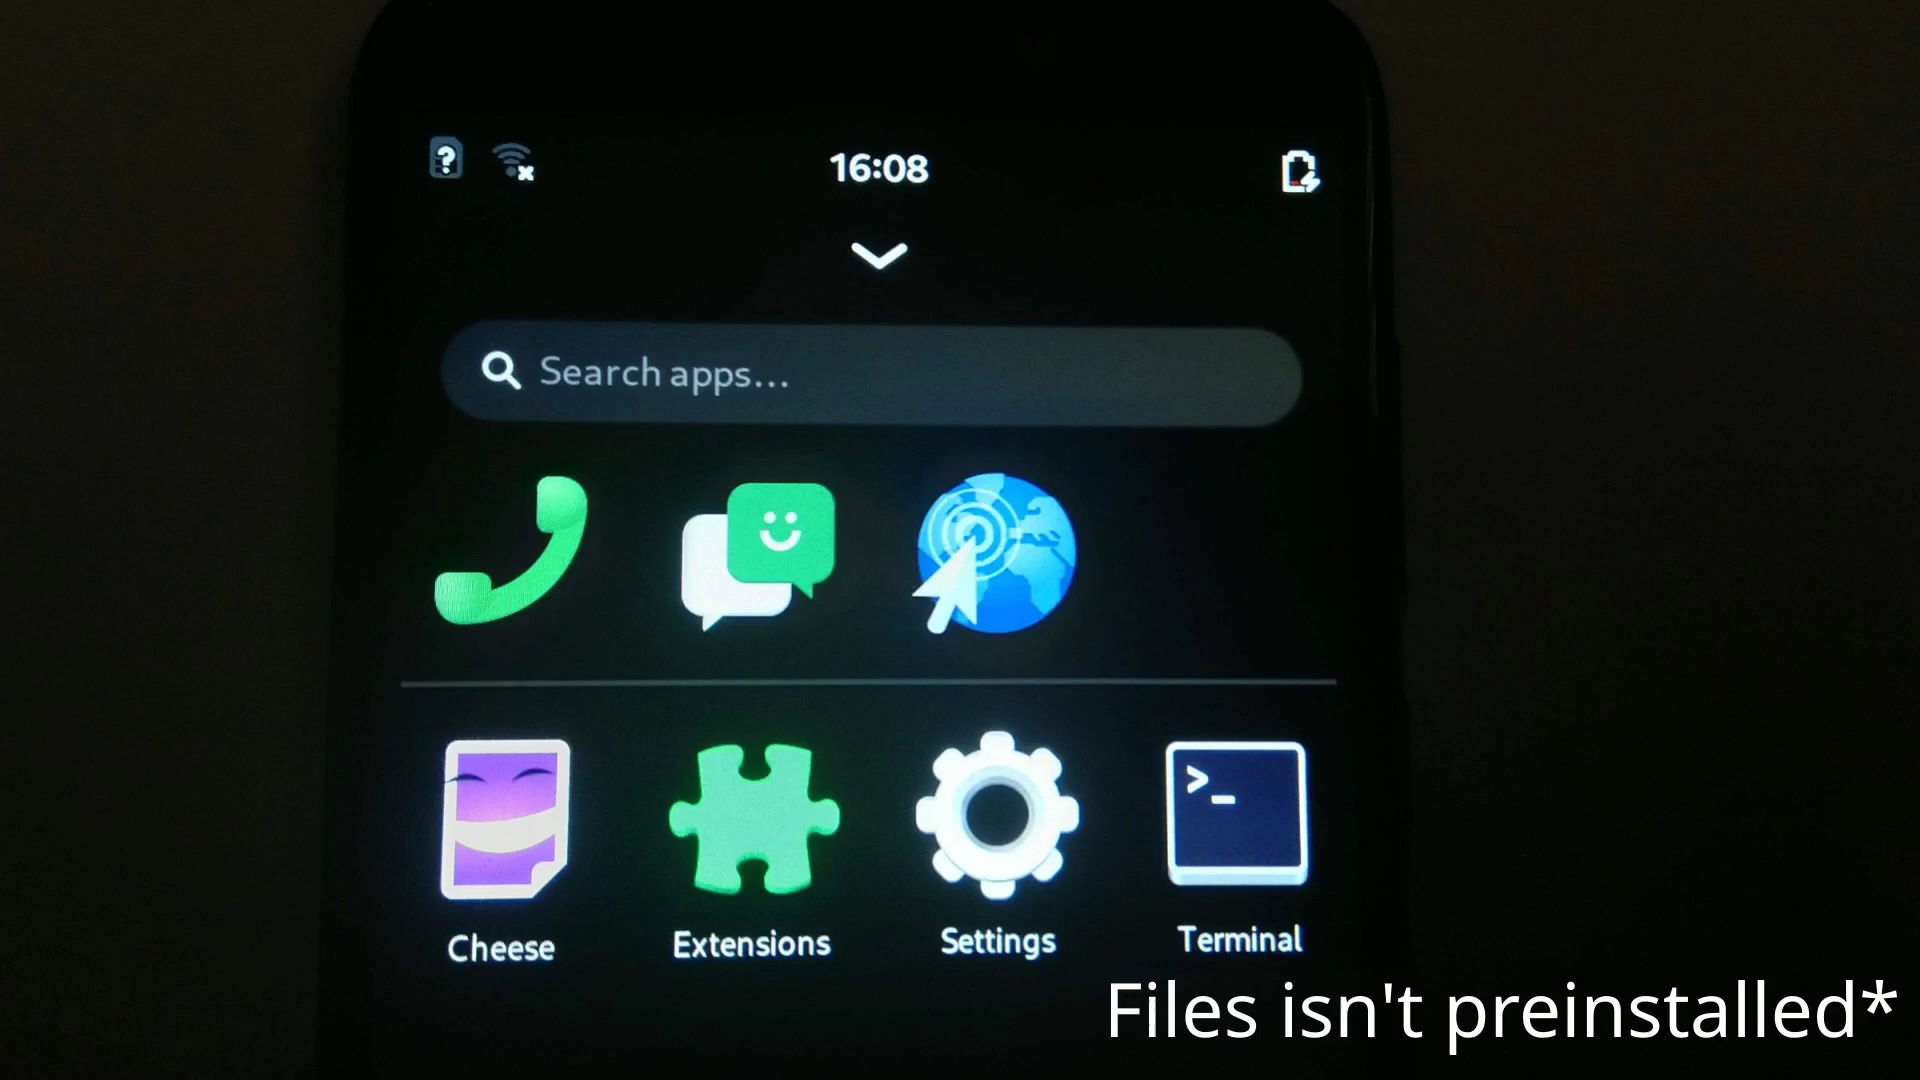 16:08
Search apps...
Cheese
Extensions
Settings
Terminal
Files isn't preinstalled*